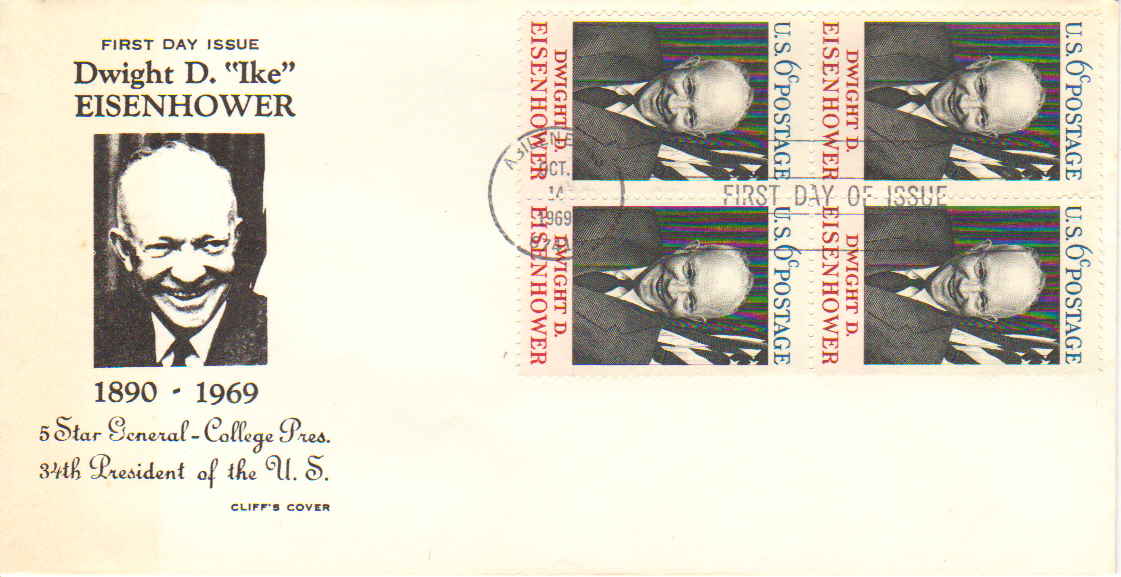 FIRST DAY ISSUE
Dwight D. "Ike"
EISENHOWER
1890 - 1969
5 Star General - College Pres.
34th President of the U. S.
CLIFF'S COVER
DWIGHT D.
EISENHOWER
U.S. 6c POSTAGE
DWIGHT D.
EISENHOWER
U.S. 6c POSTAGE
ABILENE
OCT.
14
1969
FIRST DAY OF ISSUE
DWIGHT D.
EISENHOWER
U.S. 6c POSTAGE
DWIGHT D.
EISENHOWER
U.S. 6c POSTAGE